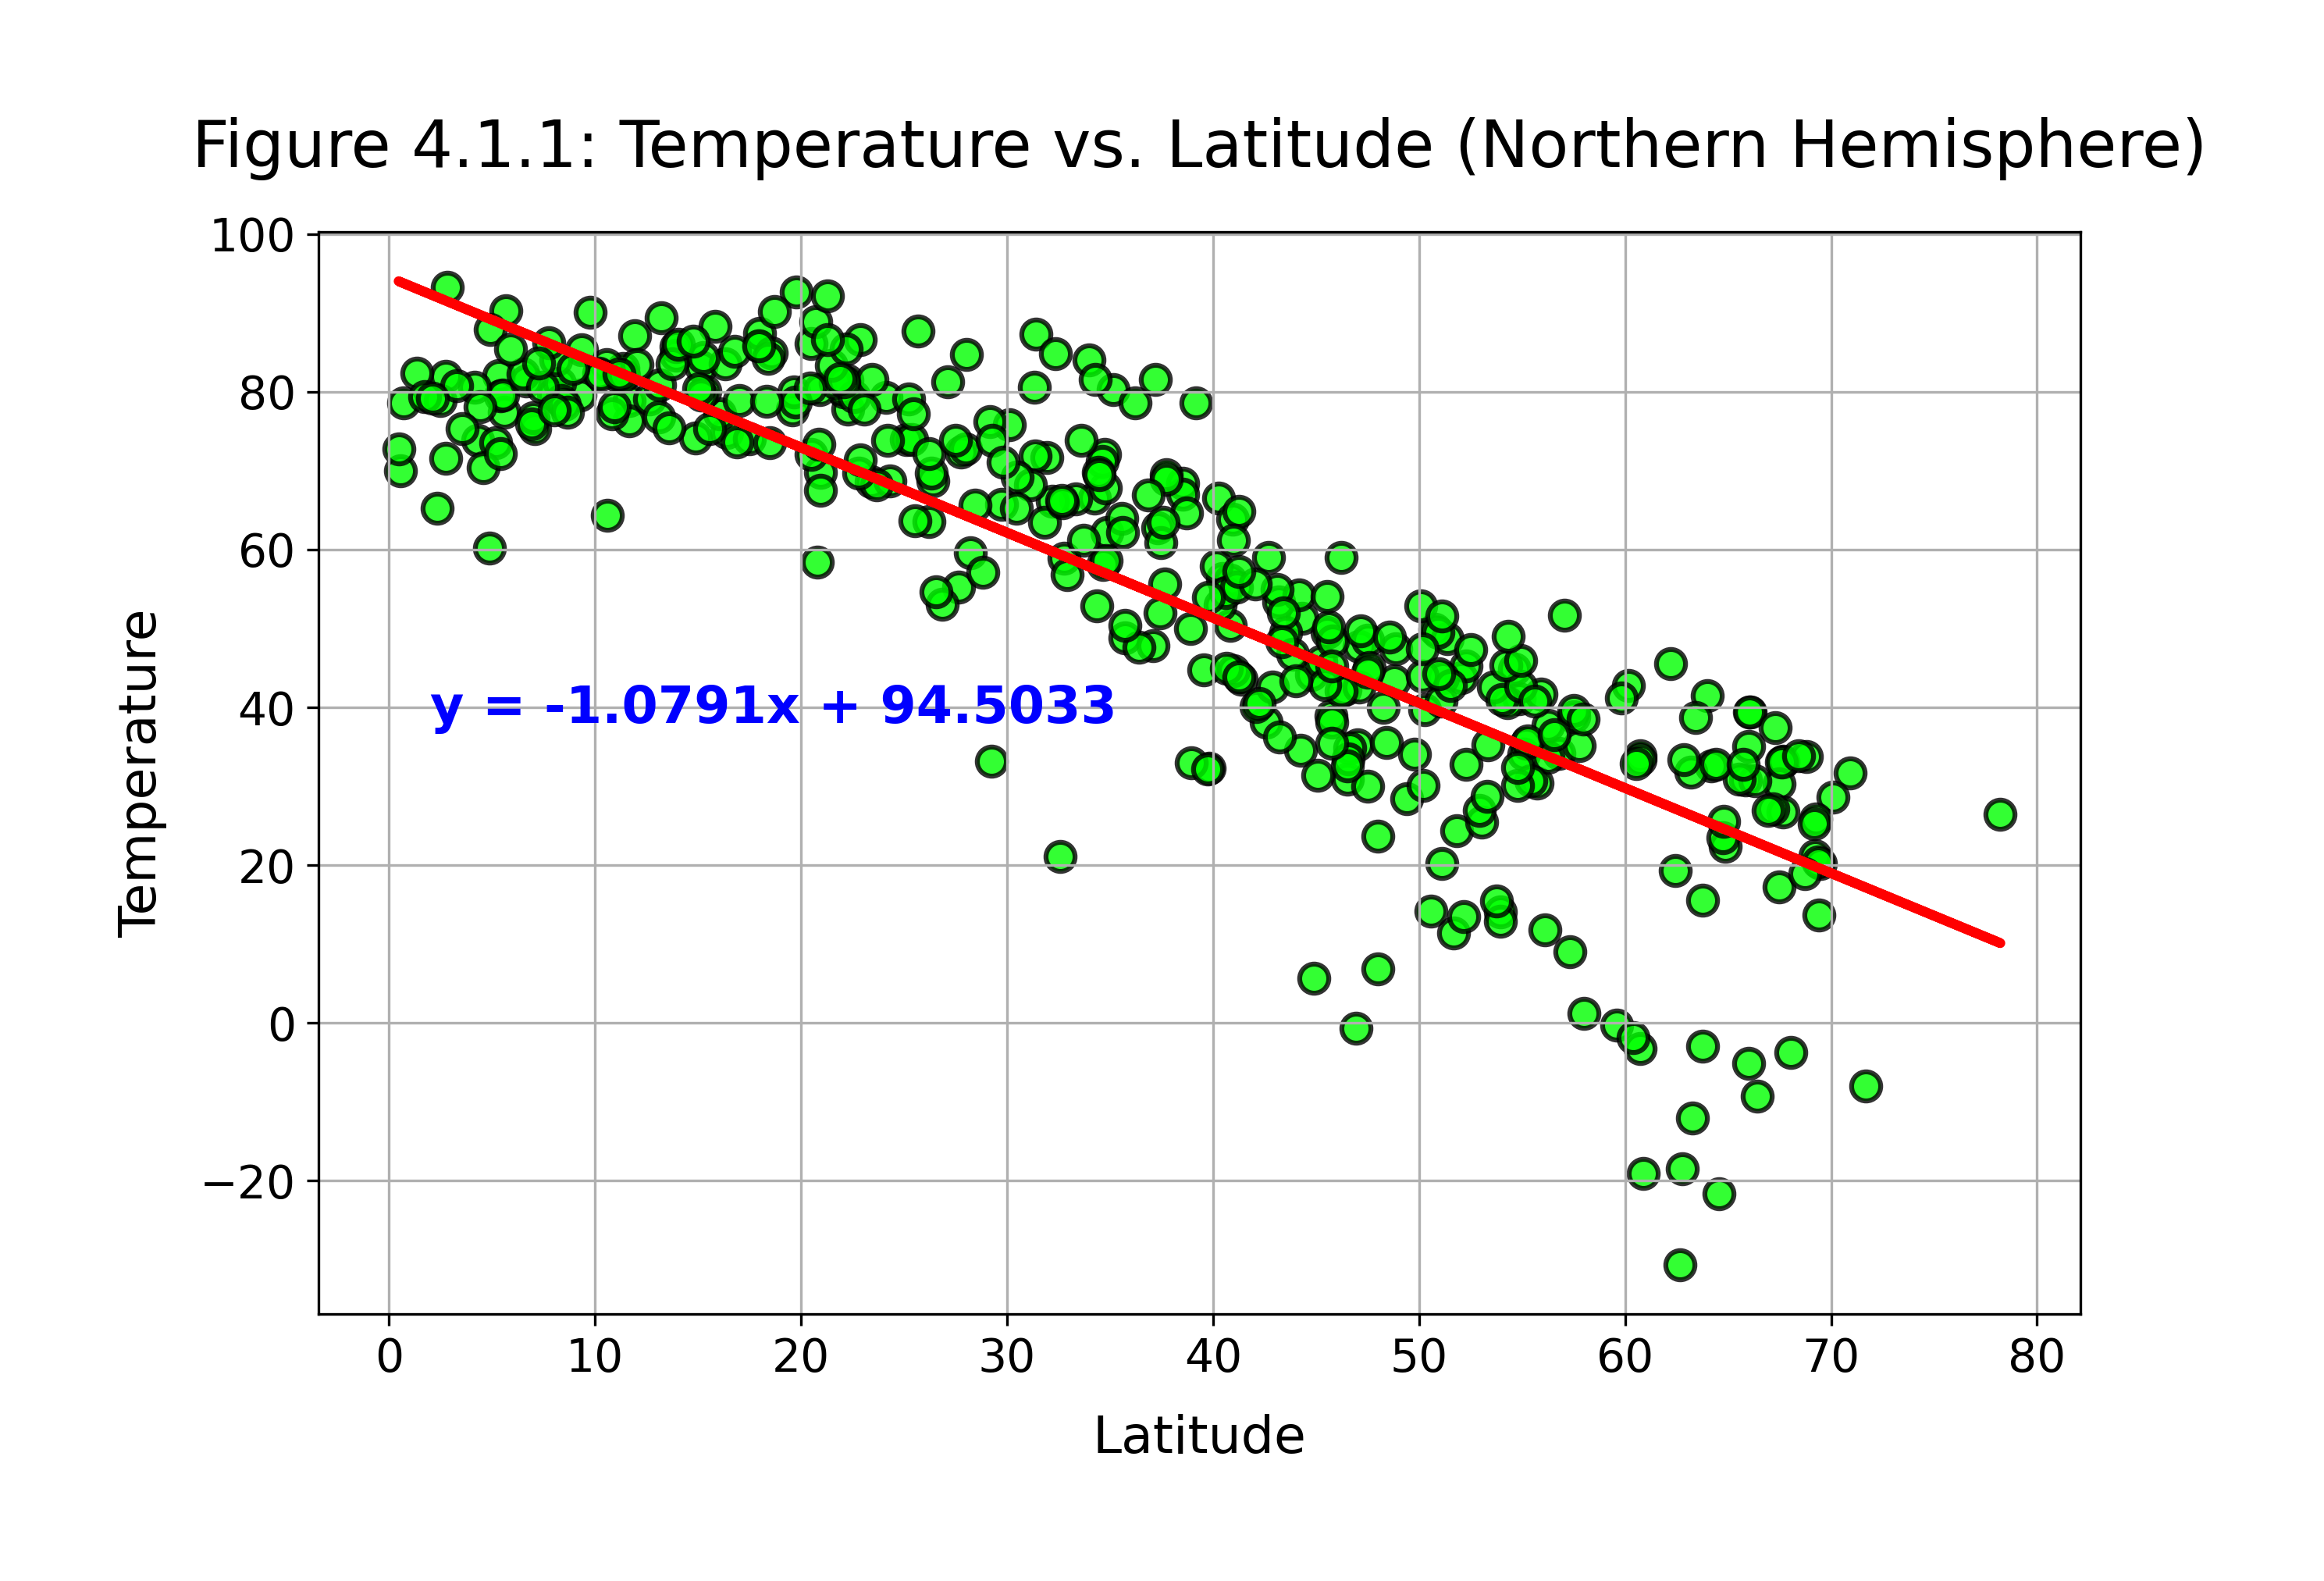 Figure 4.1.1: Temperature vs. Latitude (Northern Hemisphere)
100
80
60
40
20
0
−20
Temperature
y = -1.0791x + 94.5033
0 10 20 30 40 50 60 70 80
Latitude